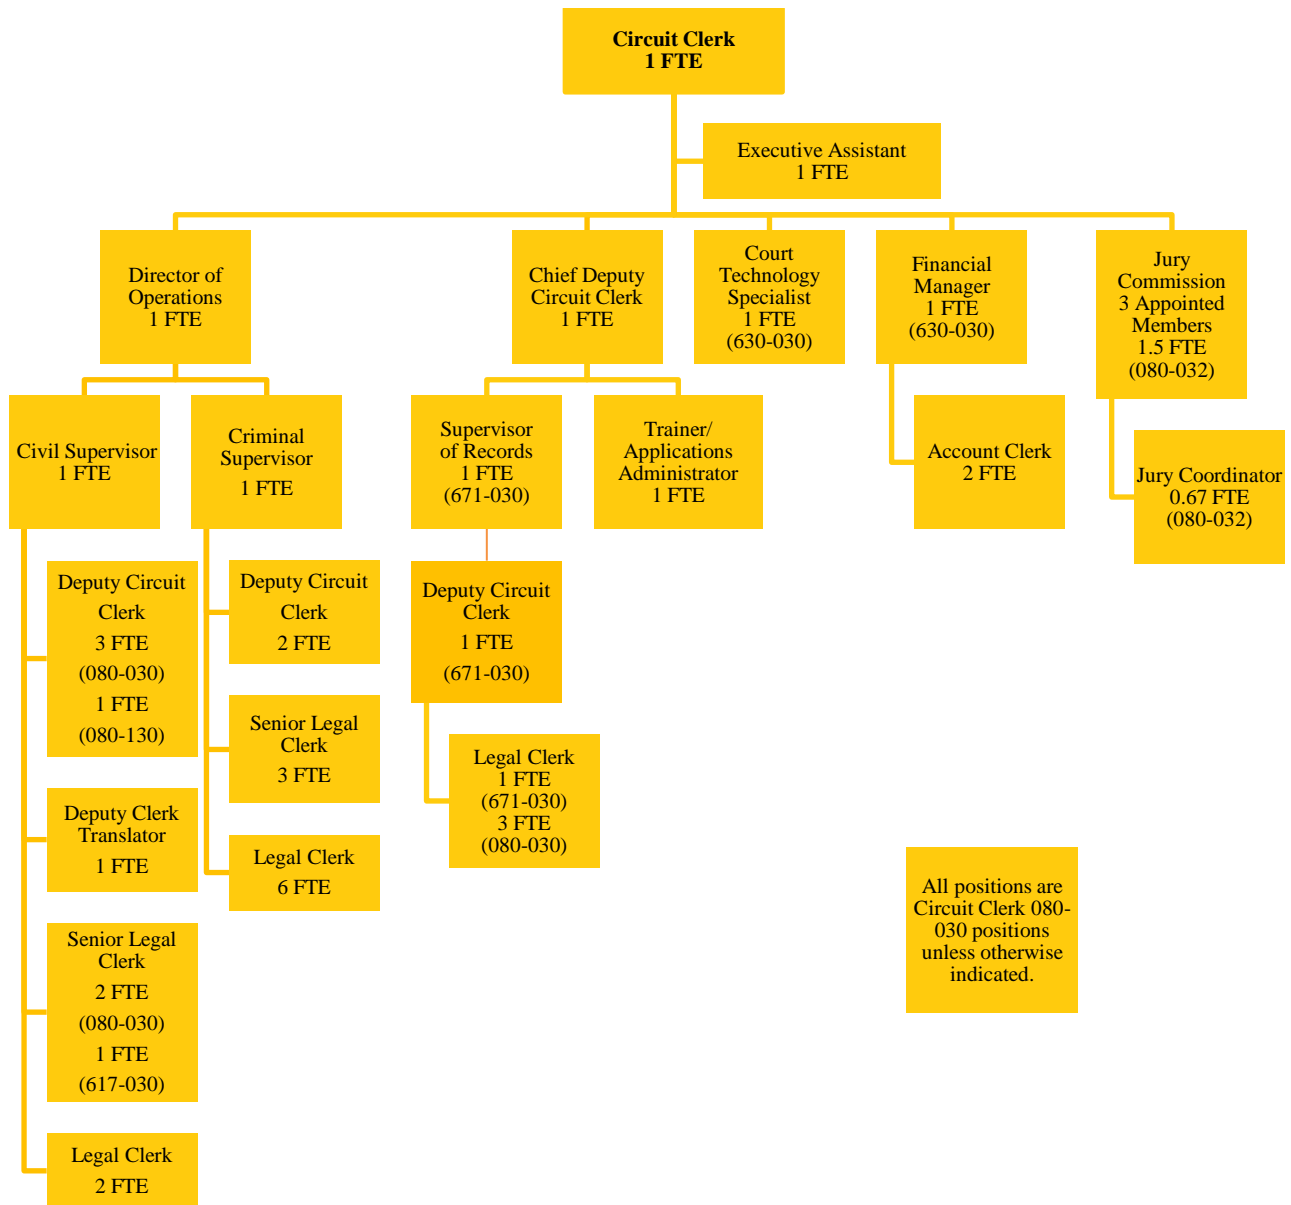 Circuit Clerk
1 FTE
Executive Assistant
1 FTE
Director of
Operations
1 FTE
Chief Deputy
Circuit Clerk
1 FTE
Court
Technology
Specialist
1 FTE
(630-030)
Financial
Manager
1 FTE
(630-030)
Jury
Commission
3 Appointed
Members
1.5 FTE
(080-032)
Civil Supervisor
1 FTE
Criminal
Supervisor
1 FTE
Supervisor
of Records
1 FTE
(671-030)
Trainer/
Applications
Administrator
1 FTE
Account Clerk
2 FTE
Jury Coordinator
0.67 FTE
(080-032)
Deputy Circuit
Clerk
3 FTE
(080-030)
1 FTE
(080-130)
Deputy Clerk
Translator
1 FTE
Senior Legal
Clerk
2 FTE
(080-030)
1 FTE
(617-030)
Legal Clerk
2 FTE
Deputy Circuit
Clerk
2 FTE
Senior Legal
Clerk
3 FTE
Legal Clerk
6 FTE
Deputy Circuit
Clerk
1 FTE
(671-030)
Legal Clerk
1 FTE
(671-030)
3 FTE
(080-030)
All positions are
Circuit Clerk 080-
030 positions
unless otherwise
indicated.